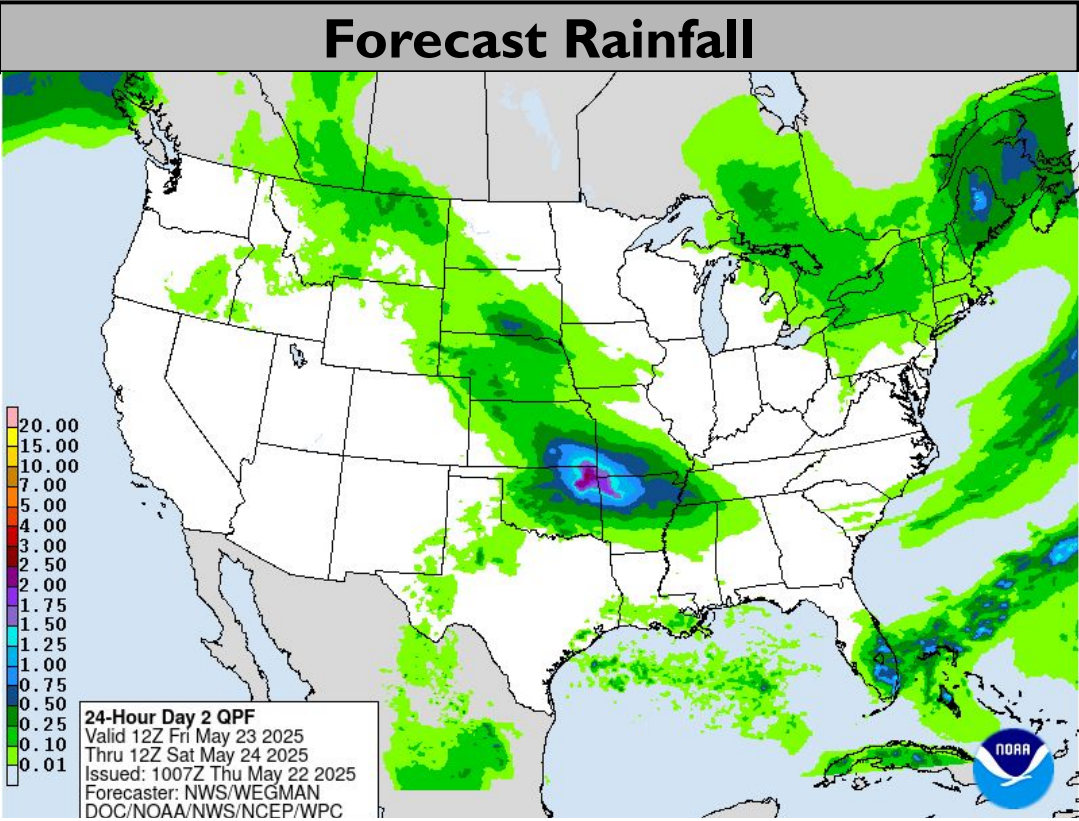 Forecast Rainfall
20.00
15.00
10.00
7.00
5.00
4.00
3.00
2.50
2.00
1.75
1.50
1.25
1.00
0.75
0.50
0.25
0.10
0.01
24-Hour Day 2 QPF
Valid 12Z Fri May 23 2025
Thru 12Z Sat May 24 2025
Issued: 1007Z Thu May 22 2025
Forecaster: NWS/WEGMAN
DOC/NOAA/NWS/NCEP/WPC
NOAA